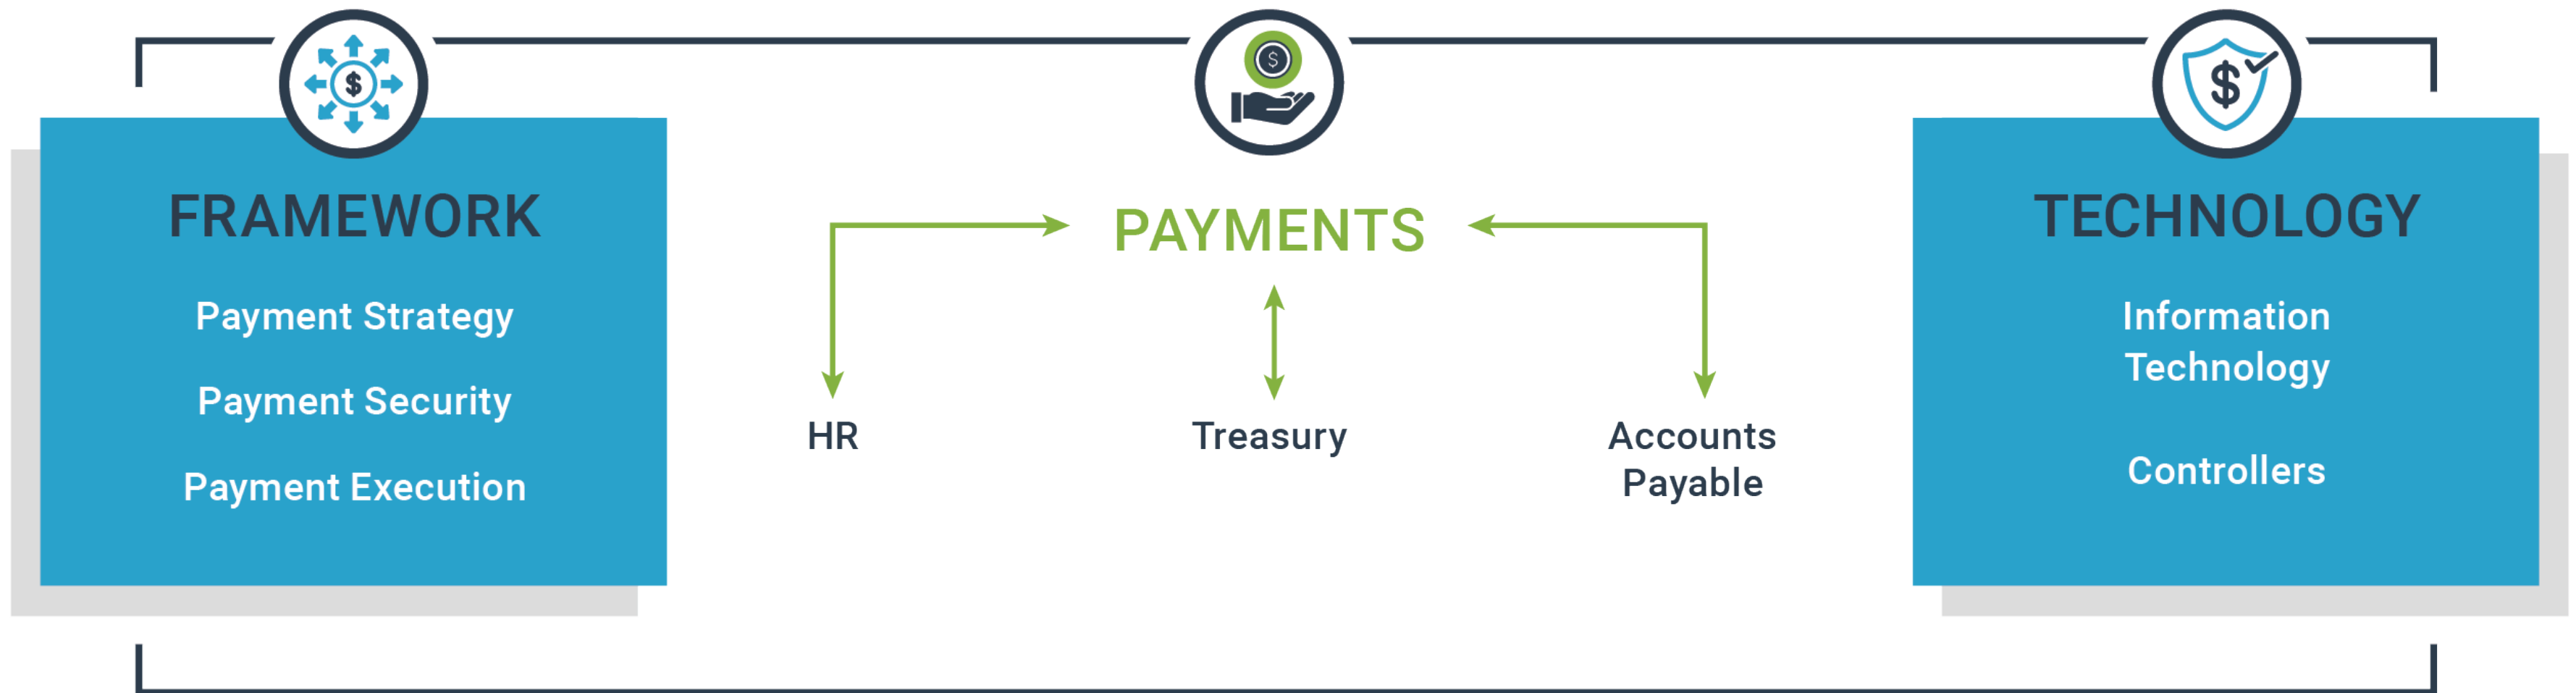 FRAMEWORK
Payment Strategy
Payment Security
Payment Execution
$
$
PAYMENTS
HR
Treasury
Accounts
Payable
$
TECHNOLOGY
Information
Technology
Controllers